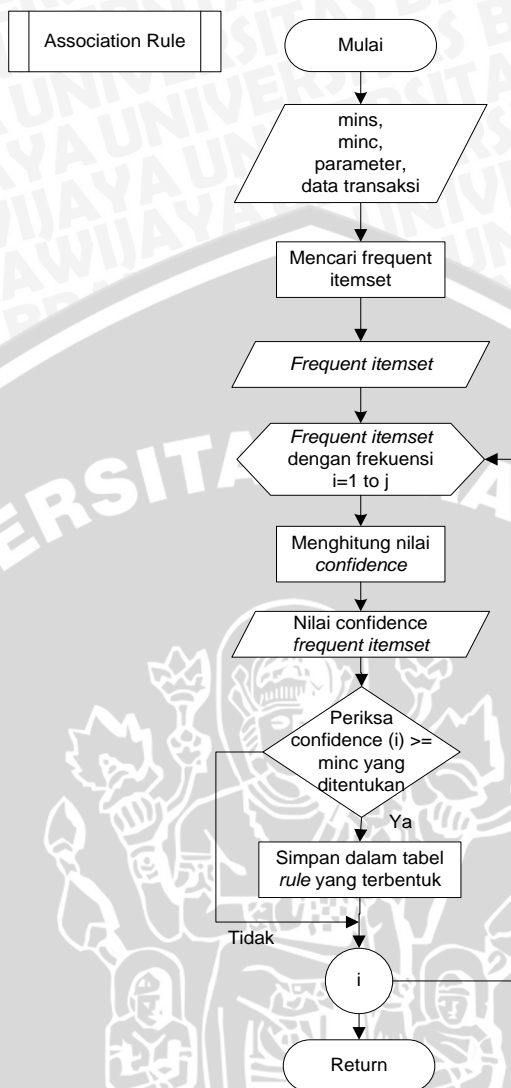 Association Rule
Mulai
mins,
minc,
parameter,
data transaksi
Mencari frequent
itemset
Frequent itemset
Frequent itemset
dengan frekuensi
i=1 to j
Menghitung nilai
confidence
Nilai confidence
frequent itemset
Periksa
confidence (i) >=
minc yang
ditentukan
Ya
Simpan dalam tabel
rule yang terbentuk
Tidak
i
Return